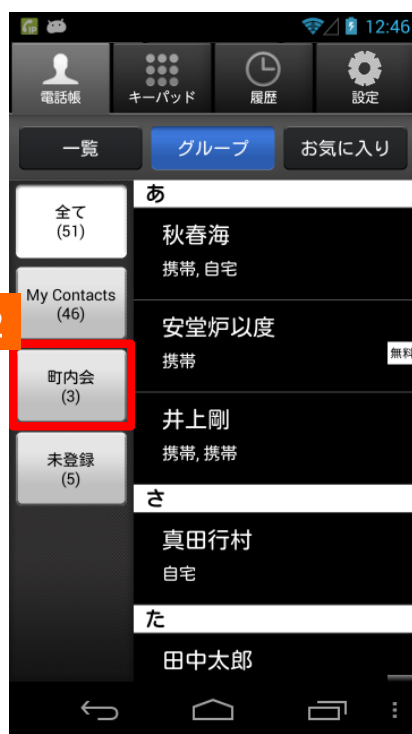 12:46
電話帳
キーパッド
履歴
設定
一覧
グループ
お気に入り
全て
(51)
My Contacts
(46)
2
町内会
(3)
未登録
(5)
あ
秋春海
携帯, 自宅
安堂炉以度
携帯
無料
井上剛
携帯, 携帯
さ
真田行村
自宅
た
田中太郎